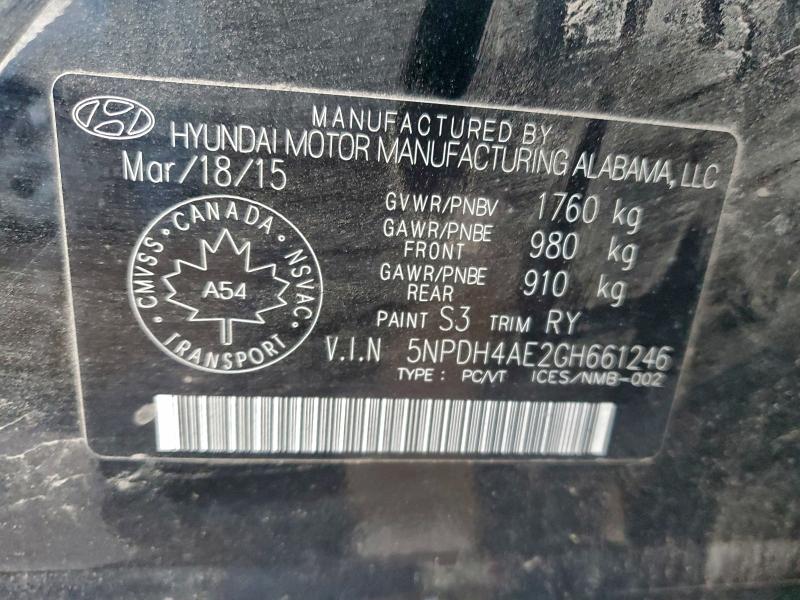 MANUFACTURED BY
HYUNDAI MOTOR MANUFACTURING ALABAMA, LLC
Mar/18/15
GVWR/PNBV 1760 kg
GAWR/PNBE FRONT 980 kg
GAWR/PNBE REAR 910 kg
PAINT S3 TRIM RY
V.I.N 5NPDH4AE2GH661246
TYPE : PC/VT ICES/NMB-002
CMVSS · CANADA · NSVAC · TRANSPORT ·
A54